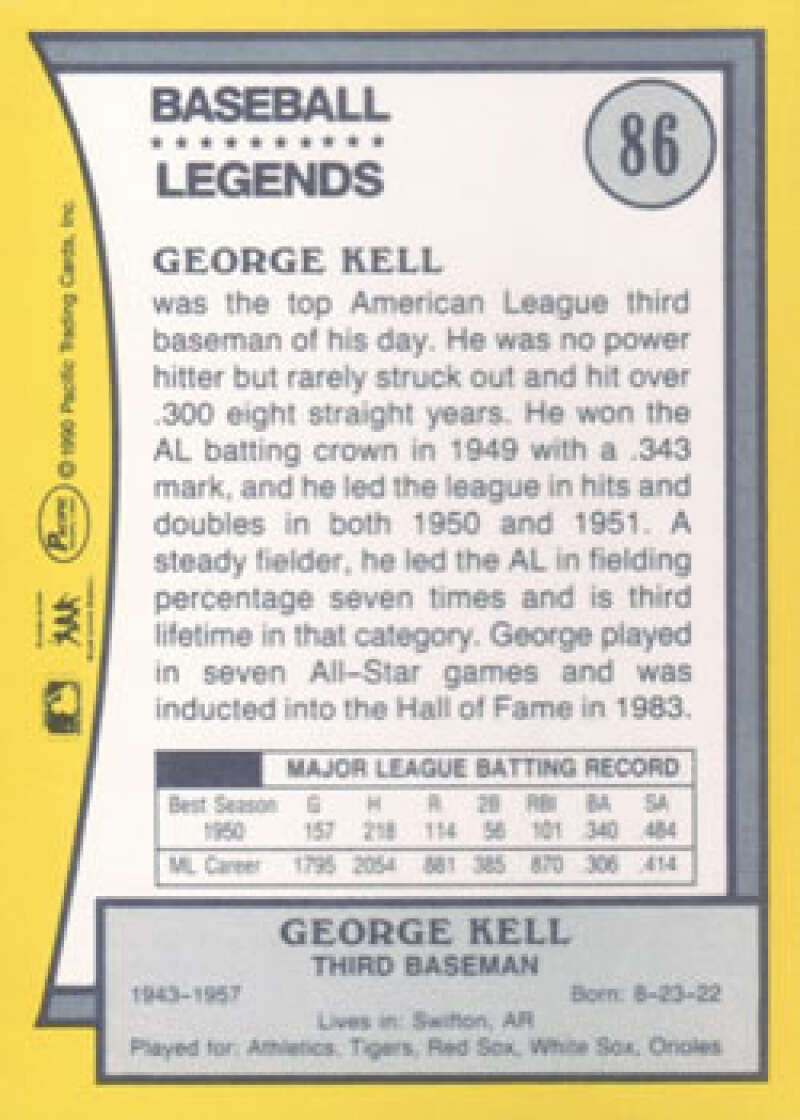 BASEBALL
LEGENDS
86
GEORGE KELL
was the top American League third
baseman of his day. He was no power
hitter but rarely struck out and hit over
.300 eight straight years. He won the
AL batting crown in 1949 with a .343
mark, and he led the league in hits and
doubles in both 1950 and 1951. A
steady fielder, he led the AL in fielding
percentage seven times and is third
lifetime in that category. George played
in seven All-Star games and was
inducted into the Hall of Fame in 1983.
MAJOR LEAGUE BATTING RECORD
Best Season G H R 2B RBI BA SA
1950 157 218 114 56 101 .340 .484
ML Career 1795 2054 881 385 870 .306 .414
GEORGE KELL
THIRD BASEMAN
1943-1957 Born: 8-23-22
Lives in: Swifton, AR
Played for: Athletics, Tigers, Red Sox, White Sox, Orioles
PACIFIC © 1990 Pacific Trading Cards, Inc.